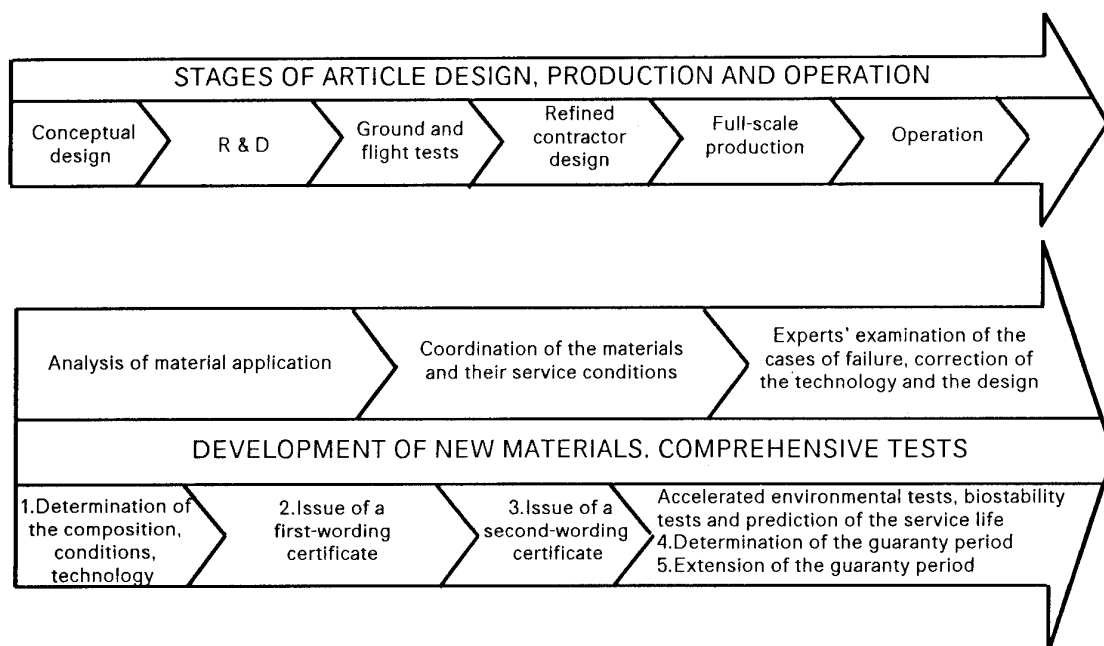 STAGES OF ARTICLE DESIGN, PRODUCTION AND OPERATION
Conceptual
design
R & D
Ground and
flight tests
Refined
contractor
design
Full-scale
production
Operation
Analysis of material application
Coordination of the materials
and their service conditions
Experts' examination of the
cases of failure, correction of
the technology and the design
DEVELOPMENT OF NEW MATERIALS. COMPREHENSIVE TESTS
1.Determination of
the composition,
conditions,
technology
2.Issue of a
first-wording
certificate
3.Issue of a
second-wording
certificate
Accelerated environmental tests, biostability
tests and prediction of the service life
4.Determination of the guaranty period
5.Extension of the guaranty period